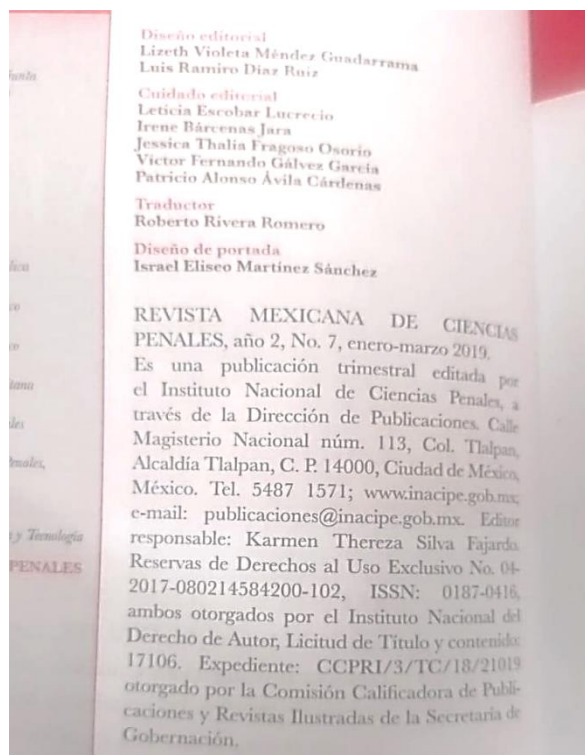 Diseño editorial
Lizeth Violeta Méndez Guadarrama
Luis Ramiro Díaz Ruiz
Cuidado editorial
Leticia Escobar Lucrecio
Irene Bárcenas Jara
Jessica Thalía Fragoso Osorio
Víctor Fernando Gálvez García
Patricio Alonso Ávila Cárdenas
Traductor
Roberto Rivera Romero
Diseño de portada
Israel Eliseo Martínez Sánchez
REVISTA MEXICANA DE CIENCIAS
PENALES, año 2, No. 7, enero-marzo 2019.
Es una publicación trimestral editada por
el Instituto Nacional de Ciencias Penales, a
través de la Dirección de Publicaciones. Calle
Magisterio Nacional núm. 113, Col. Tlalpan,
Alcaldía Tlalpan, C. P. 14000, Ciudad de México,
México. Tel. 5487 1571; www.inacipe.gob.mx;
e-mail: publicaciones@inacipe.gob.mx. Editor
responsable: Karmen Thereza Silva Fajardo.
Reservas de Derechos al Uso Exclusivo No. 04-
2017-080214584200-102, ISSN: 0187-0416,
ambos otorgados por el Instituto Nacional del
Derecho de Autor, Licitud de Título y contenido:
17106. Expediente: CCPRI/3/TC/18/21019
otorgado por la Comisión Calificadora de Publi-
caciones y Revistas Ilustradas de la Secretaría de
Gobernación.
y Tecnología
PENALES